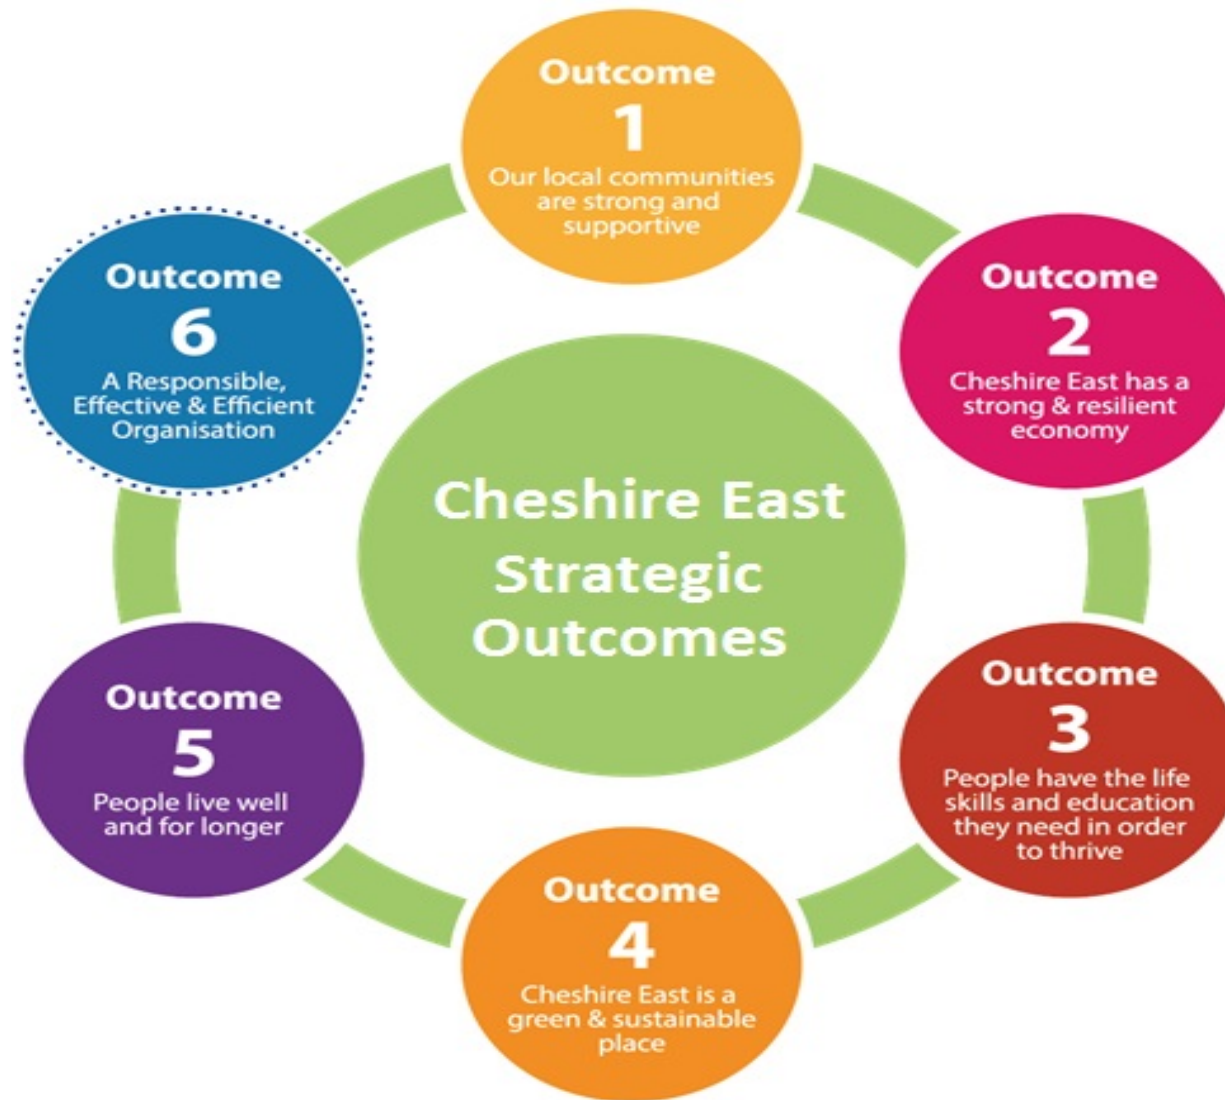 Outcome
1
Our local communities
are strong and
supportive
Outcome
2
Cheshire East has a
strong & resilient
economy
Outcome
3
People have the life
skills and education
they need in order
to thrive
Outcome
4
Cheshire East is a
green & sustainable
place
Outcome
5
People live well
and for longer
Outcome
6
A Responsible,
Effective & Efficient
Organisation
Cheshire East
Strategic
Outcomes